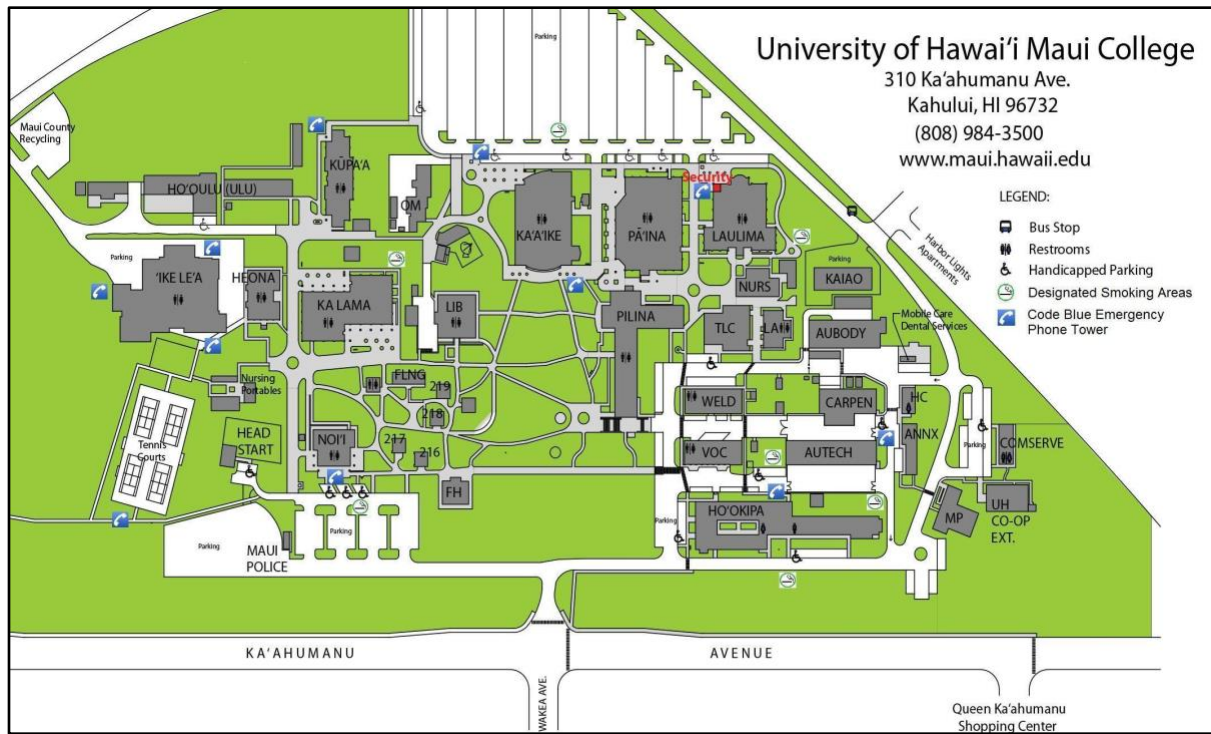 University of Hawai‘i Maui College
310 Ka‘ahumanu Ave.
Kahului, HI 96732
(808) 984-3500
www.maui.hawaii.edu
LEGEND:
Bus Stop
Restrooms
Handicapped Parking
Designated Smoking Areas
Code Blue Emergency
Phone Tower
Parking
Maui County
Recycling
KŪPA‘A
HO‘OULU (ULU)
OM
KA‘A‘IKE
PĀ‘INA
Security
LAULIMA
Harbor Lights
Apartments
Parking
‘IKE LE‘A
HEONA
KA LAMA
LIB
PILINA
NURS
Parking
KAIAO
TLC
LA
AUBODY
Mobile Care
Dental Services
Nursing
Portables
FLNG
219
218
217
216
WELD
CARPEN
HC
Tennis
Courts
HEAD
START
NOI‘I
VOC
AUTECH
ANNX
Parking
COMSERVE
FH
HO‘OKIPA
MP
UH
CO-OP
EXT.
Parking
Parking
Parking
MAUI
POLICE
KA‘AHUMANU
AVENUE
WAKEA AVE.
Queen Ka‘ahumanu
Shopping Center